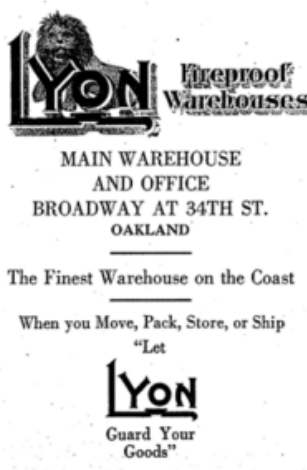 LYON
Fireproof
Warehouses
MAIN WAREHOUSE
AND OFFICE
BROADWAY AT 34TH ST.
OAKLAND
The Finest Warehouse on the Coast
When you Move, Pack, Store, or Ship
"Let
LYON
Guard Your
Goods"